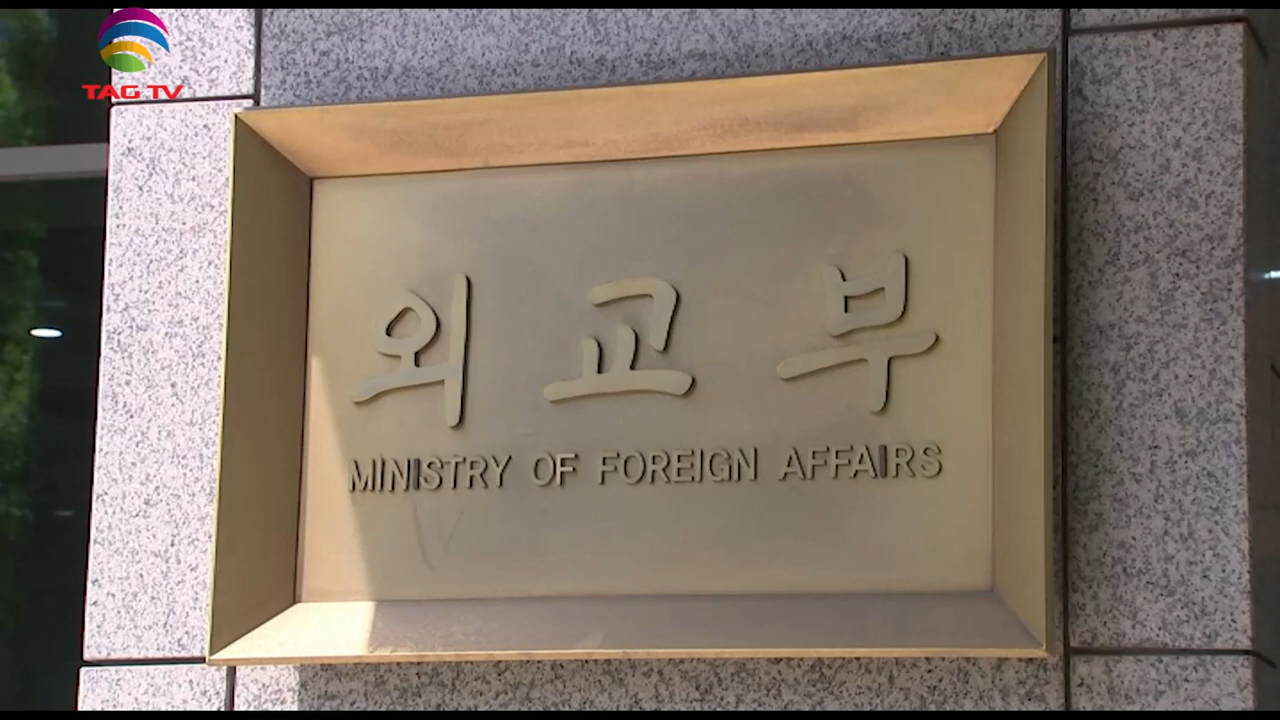 TAG TV
외교부
MINISTRY OF FOREIGN AFFAIRS